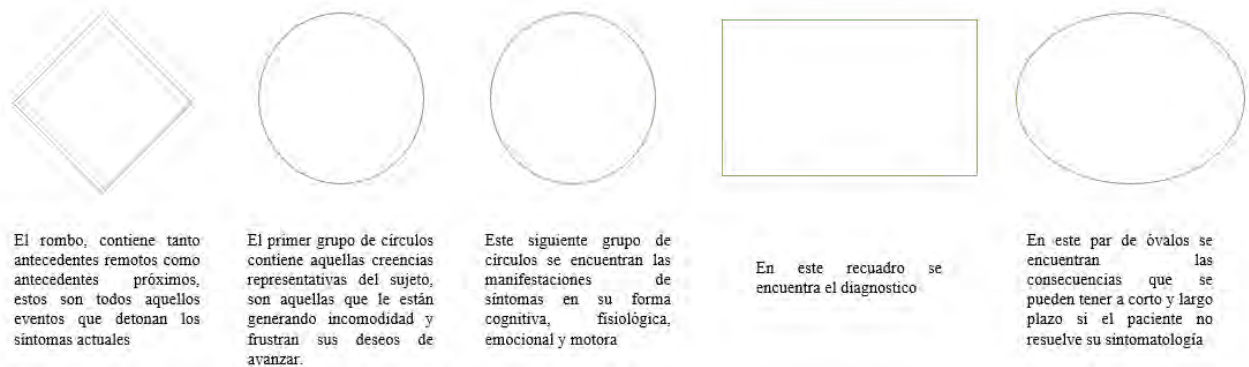 El rombo, contiene tanto
antecedentes remotos como
antecedentes próximos,
estos son todos aquellos
eventos que detonan los
síntomas actuales
El primer grupo de círculos
contiene aquellas creencias
representativas del sujeto,
son aquellas que le están
generando incomodidad y
frustran sus deseos de
avanzar.
Este siguiente grupo de
círculos se encuentran las
manifestaciones de
síntomas en su forma
cognitiva, fisiológica,
emocional y motora
En este recuadro se
encuentra el diagnostico
En este par de óvalos se
encuentran las
consecuencias que se
pueden tener a corto y largo
plazo si el paciente no
resuelve su sintomatología